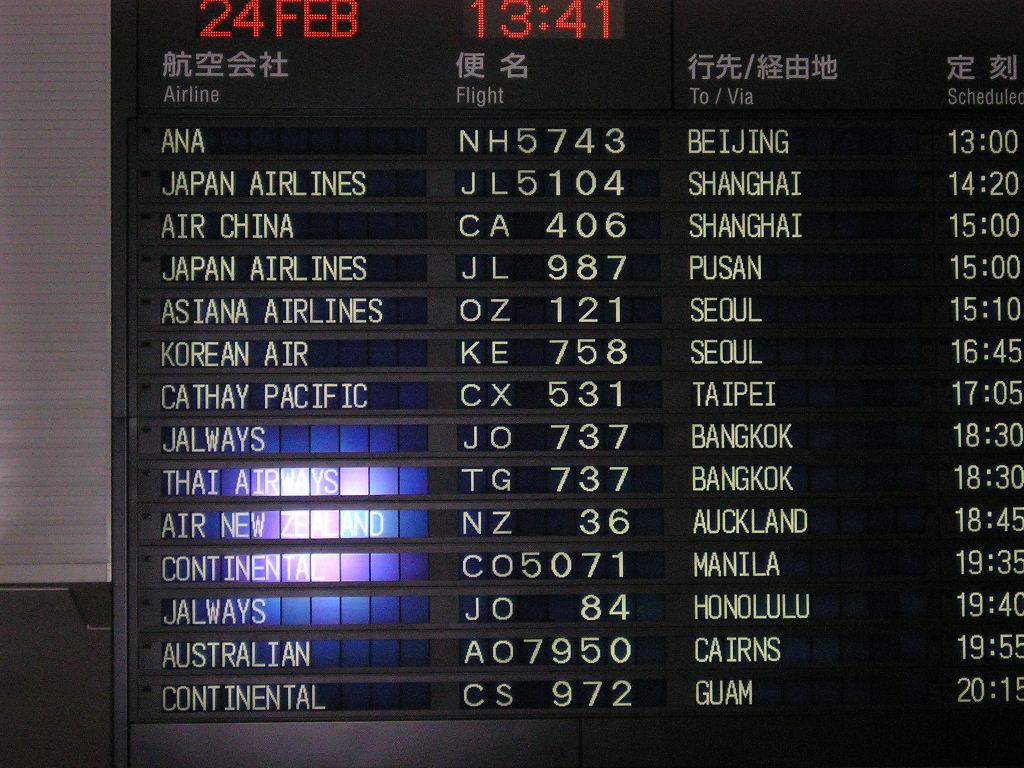 24 FEB 13:41
航空会社 便名 行先/経由地 定刻
Airline Flight To / Via Scheduled
ANA NH5743 BEIJING 13:00
JAPAN AIRLINES JL5104 SHANGHAI 14:20
AIR CHINA CA 406 SHANGHAI 15:00
JAPAN AIRLINES JL 987 PUSAN 15:00
ASIANA AIRLINES OZ 121 SEOUL 15:10
KOREAN AIR KE 758 SEOUL 16:45
CATHAY PACIFIC CX 531 TAIPEI 17:05
JALWAYS JO 737 BANGKOK 18:30
THAI AIRWAYS TG 737 BANGKOK 18:30
AIR NEW ZEALAND NZ 36 AUCKLAND 18:45
CONTINENTAL CO5071 MANILA 19:35
JALWAYS JO 84 HONOLULU 19:40
AUSTRALIAN AO7950 CAIRNS 19:55
CONTINENTAL CS 972 GUAM 20:15